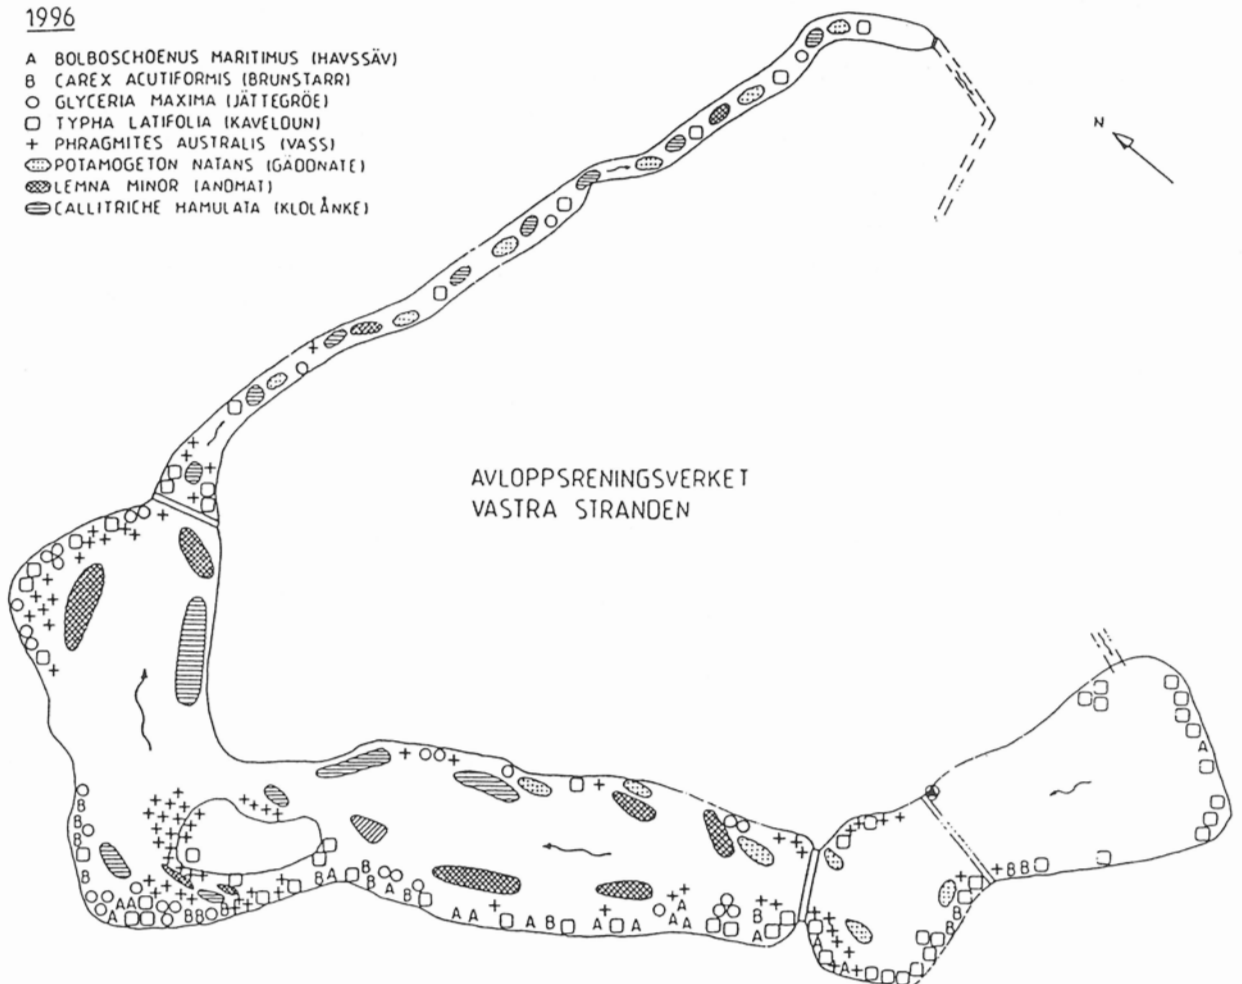 1996
A BOLBOSCHOENUS MARITIMUS (HAVSSÄV)
B CAREX ACUTIFORMIS (BRUNSTARR)
GLYCERIA MAXIMA (JÄTTEGRÖE)
TYPHA LATIFOLIA (KAVELDUN)
PHRAGMITES AUSTRALIS (VASS)
POTAMOGETON NATANS (GÄDDNATE)
LEMNA MINOR (ANDMAT)
CALLITRICHE HAMULATA (KLOLÅNKE)
N
AVLOPPSRENINGSVERKET
VASTRA STRANDEN